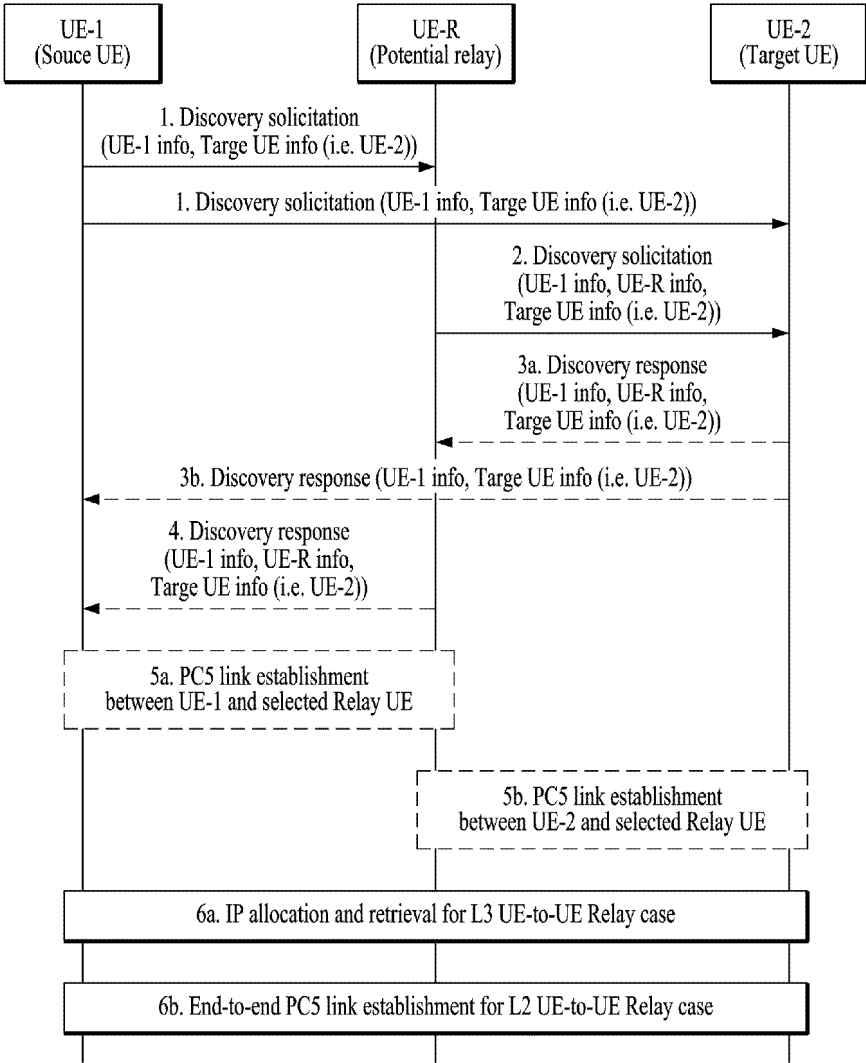 UE-1
(Souce UE)
UE-R
(Potential relay)
UE-2
(Target UE)
1. Discovery solicitation
(UE-1 info, Targe UE info (i.e. UE-2))
1. Discovery solicitation (UE-1 info, Targe UE info (i.e. UE-2))
2. Discovery solicitation
(UE-1 info, UE-R info,
Targe UE info (i.e. UE-2))
3a. Discovery response
(UE-1 info, UE-R info,
Targe UE info (i.e. UE-2))
3b. Discovery response (UE-1 info, Targe UE info (i.e. UE-2))
4. Discovery response
(UE-1 info, UE-R info,
Targe UE info (i.e. UE-2))
5a. PC5 link establishment
between UE-1 and selected Relay UE
5b. PC5 link establishment
between UE-2 and selected Relay UE
6a. IP allocation and retrieval for L3 UE-to-UE Relay case
6b. End-to-end PC5 link establishment for L2 UE-to-UE Relay case